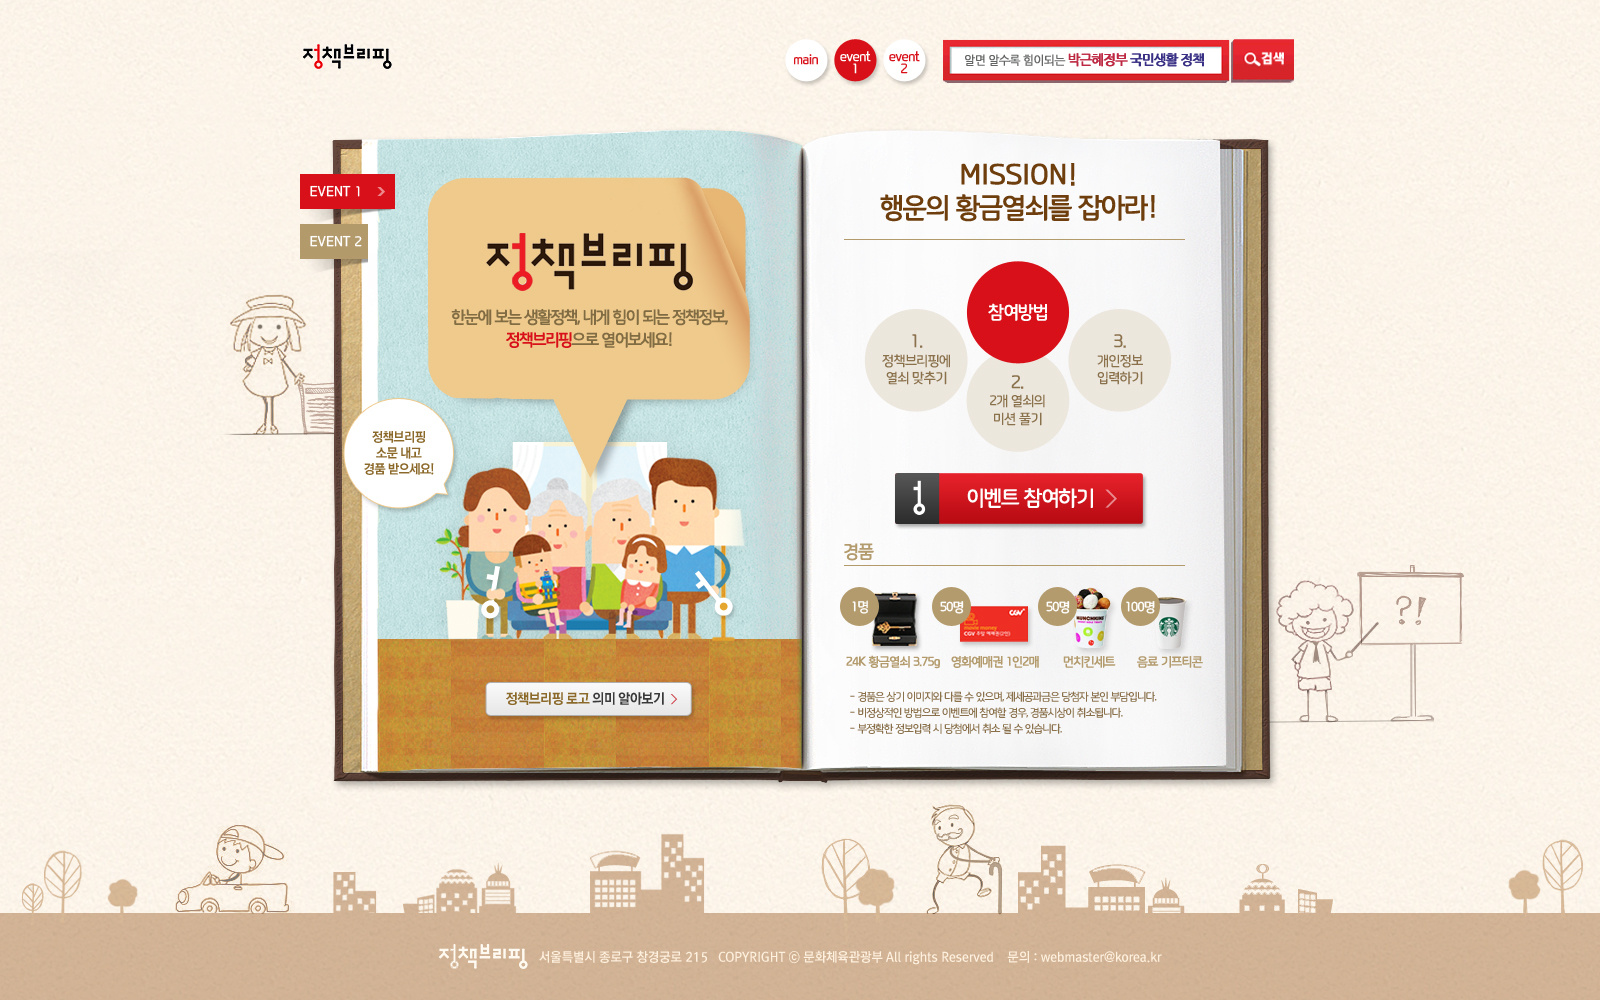 정책브리핑
main
event
1
event
2
알면 알수록 힘이되는 박근혜정부 국민생활 정책
검색
EVENT 1
EVENT 2
정책브리핑
한눈에 보는 생활정책, 내게 힘이 되는 정책정보,
정책브리핑으로 열어보세요!
정책브리핑
소문 내고
경품 받으세요!
정책브리핑 로고 의미 알아보기
MISSION!
행운의 황금열쇠를 잡아라!
참여방법
1.
정책브리핑에
열쇠 맞추기
2.
2개 열쇠의
미션 풀기
3.
개인정보
입력하기
이벤트 참여하기
경품
1명
50명
50명
100명
CGV
movie money
CGV 주말 예매권(2인)
MUNCHKINS
24K 황금열쇠 3.75g
영화예매권 1인2매
먼치킨세트
음료 기프티콘
- 경품은 상기 이미지와 다를 수 있으며, 제세공과금은 당첨자 본인 부담입니다.
- 비정상적인 방법으로 이벤트에 참여할 경우, 경품시상이 취소됩니다.
- 부정확한 정보입력 시 당첨에서 취소 될 수 있습니다.
?!
정책브리핑 서울특별시 종로구 창경궁로 215 COPYRIGHT ⓒ 문화체육관광부 All rights Reserved 문의 : webmaster@korea.kr